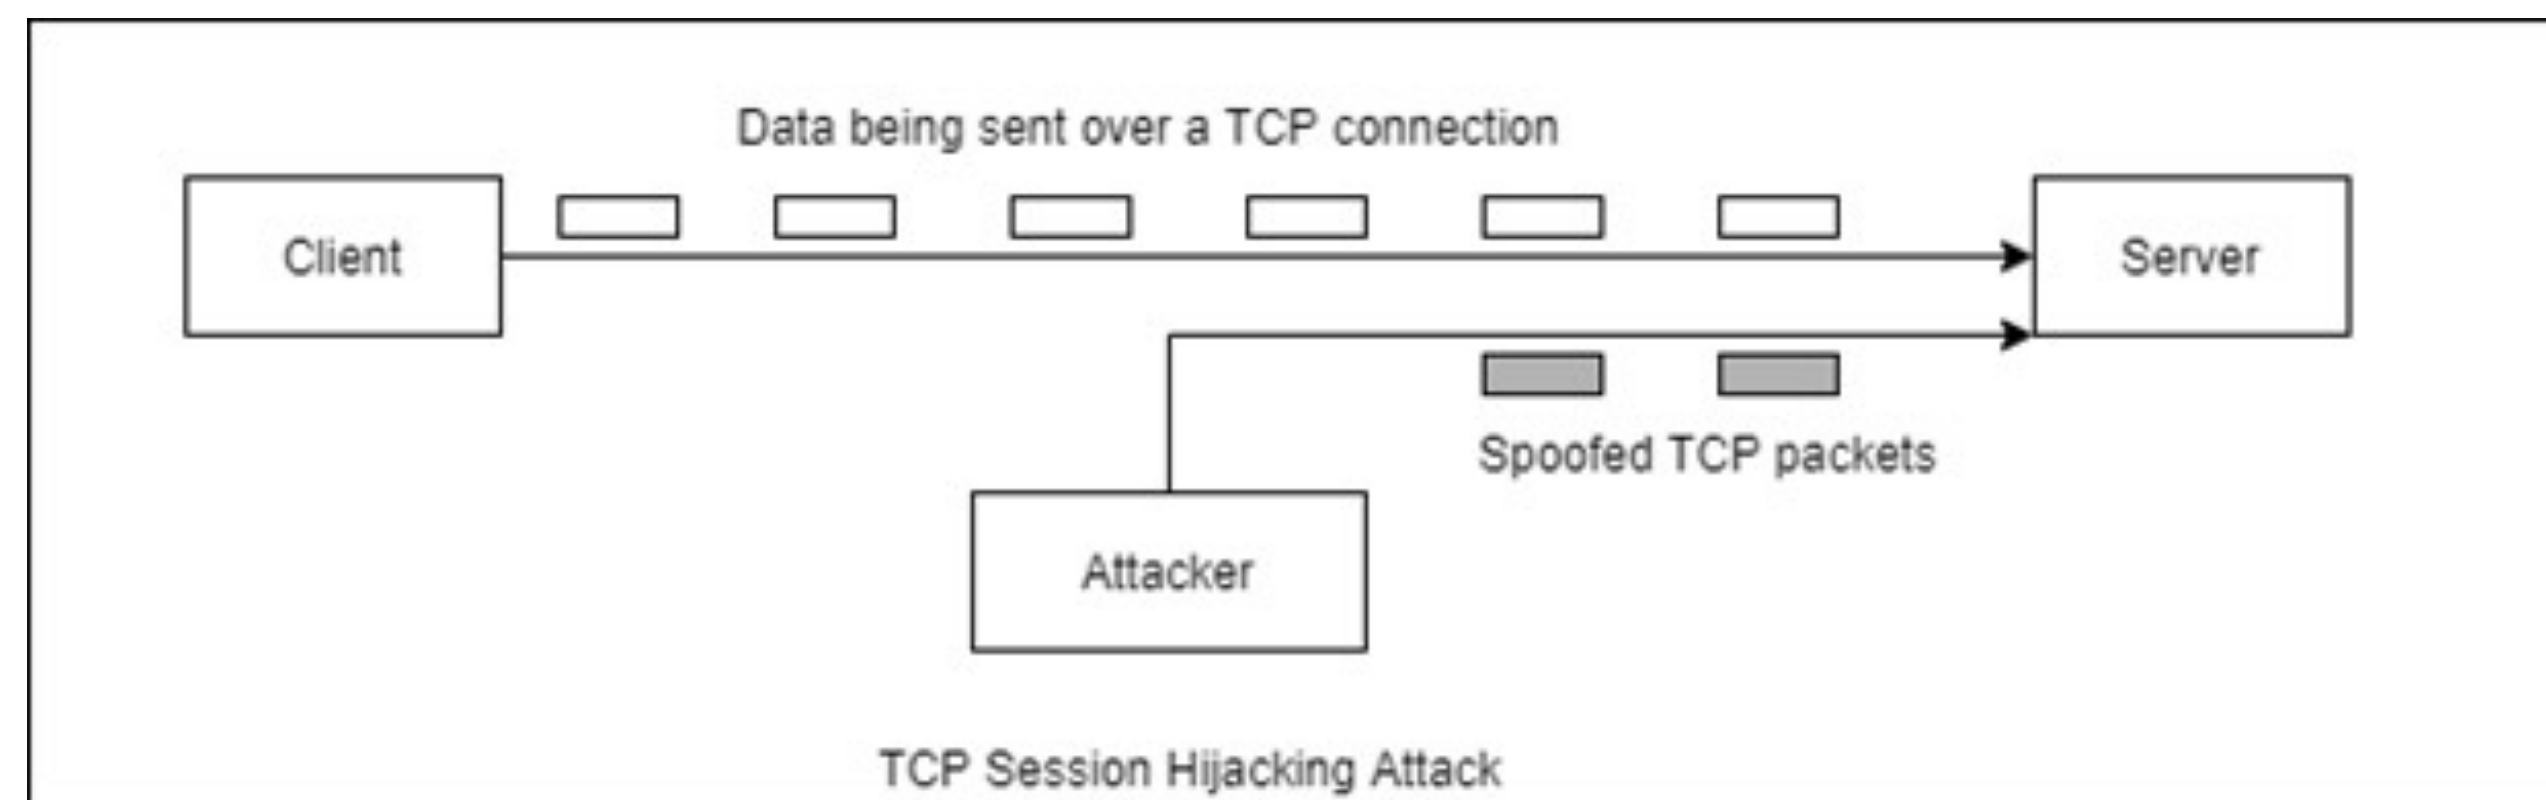 Data being sent over a TCP connection
Client
Server
Spoofed TCP packets
Attacker
TCP Session Hijacking Attack